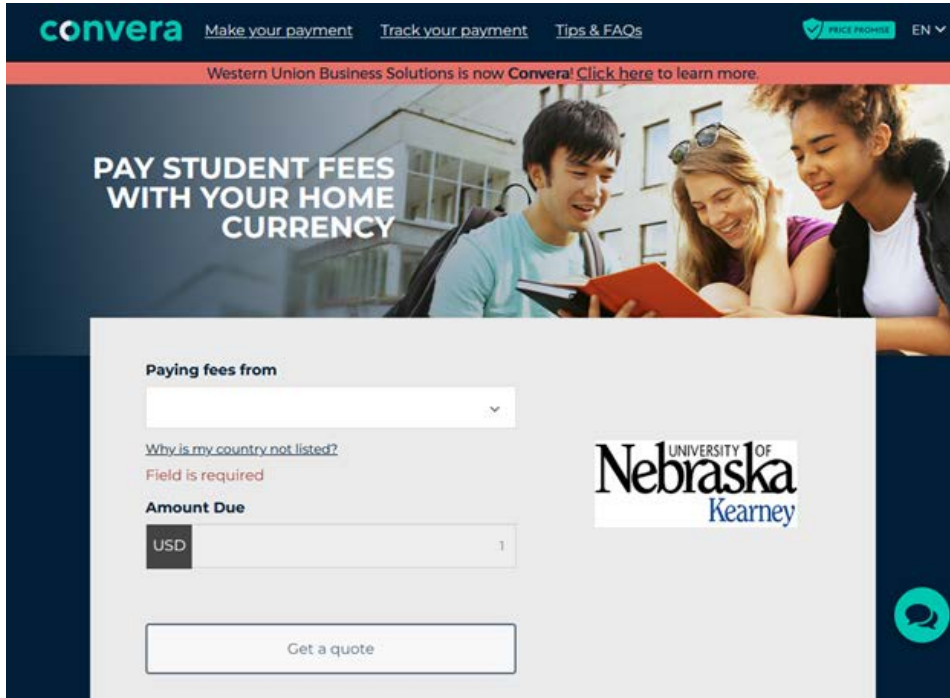 convera Make your payment Track your payment Tips & FAQs PRICE PROMISE EN
Western Union Business Solutions is now Convera! Click here to learn more.
PAY STUDENT FEES
WITH YOUR HOME
CURRENCY
Paying fees from
Why is my country not listed?
Field is required
Amount Due
USD 1
Get a quote
UNIVERSITY OF
Nebraska
Kearney